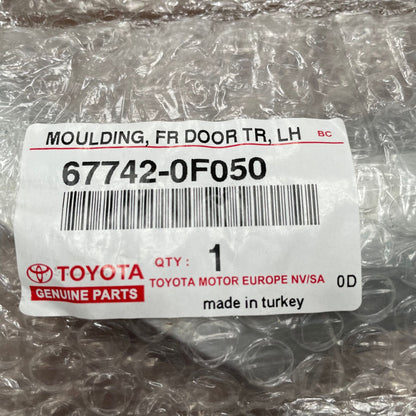 MOULDING, FR DOOR TR, LH BC
67742-0F050
QTY : 1
TOYOTA
GENUINE PARTS
TOYOTA MOTOR EUROPE NV/SA 0D
made in turkey